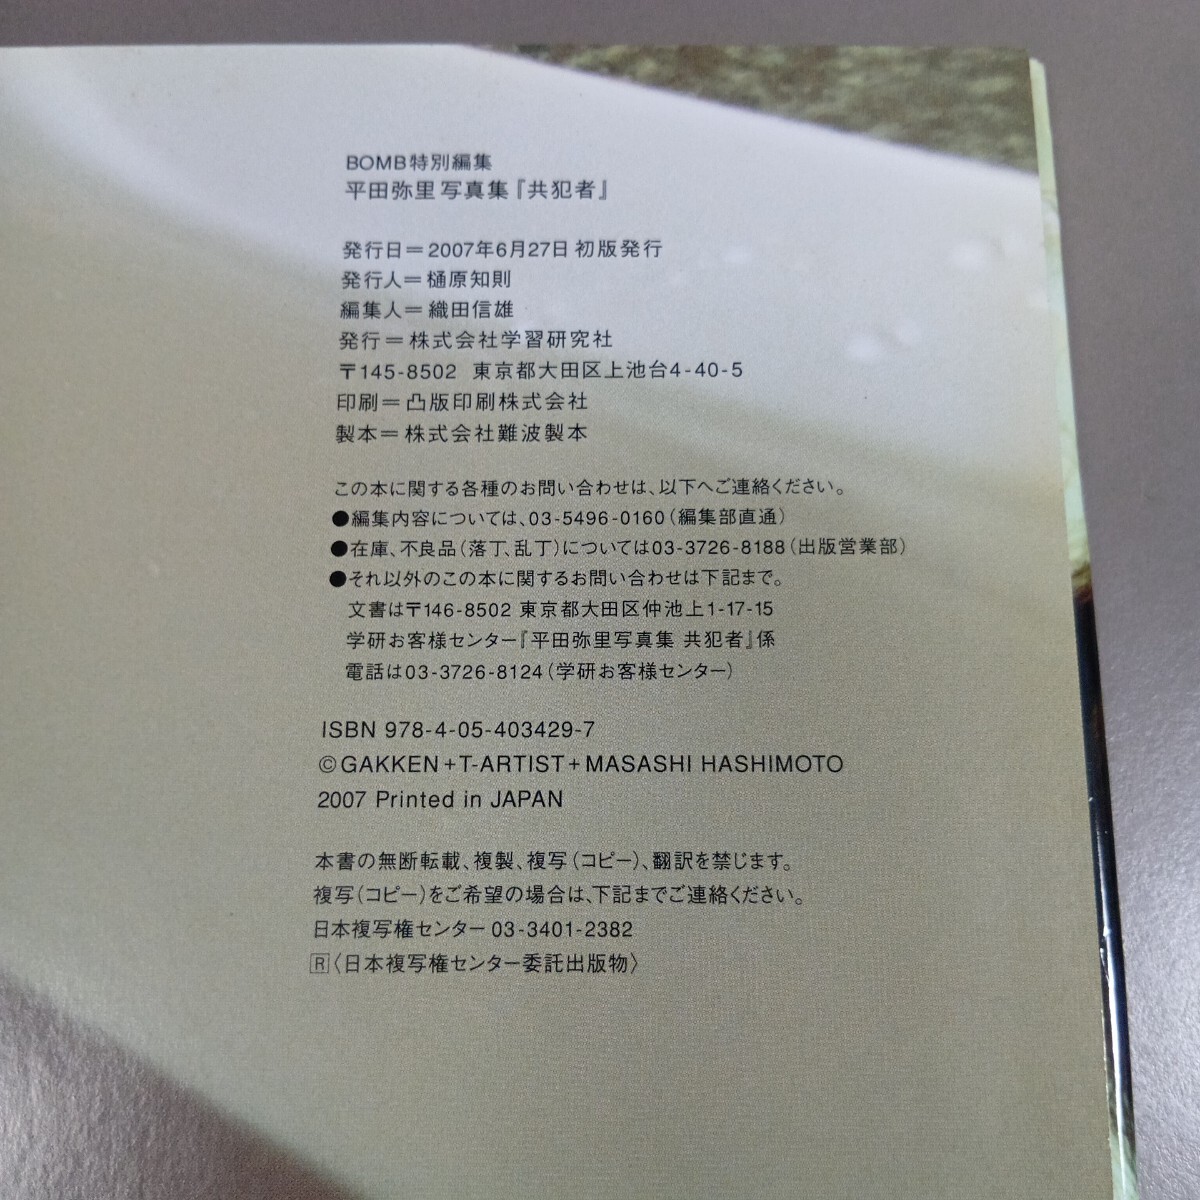 BOMB特別編集
平田弥里 写真集『共犯者』
発行日＝2007年6月27日 初版発行
発行人＝樋原知則
編集人＝織田信雄
発行＝株式会社学習研究社
〒145-8502 東京都大田区上池台4-40-5
印刷＝凸版印刷株式会社
製本＝株式会社難波製本
この本に関する各種のお問い合わせは、以下へご連絡ください。
●編集内容については、03-5496-0160（編集部直通）
●在庫、不良品（落丁、乱丁）については03-3726-8188（出版営業部）
●それ以外のこの本に関するお問い合わせは下記まで。
文書は〒146-8502 東京都大田区仲池上1-17-15
学研お客様センター『平田弥里写真集 共犯者』係
電話は03-3726-8124（学研お客様センター）
ISBN 978-4-05-403429-7
©GAKKEN+T-ARTIST+MASASHI HASHIMOTO
2007 Printed in JAPAN
本書の無断転載、複製、複写（コピー）、翻訳を禁じます。
複写（コピー）をご希望の場合は、下記までご連絡ください。
日本複写権センター 03-3401-2382
R〈日本複写権センター委託出版物〉